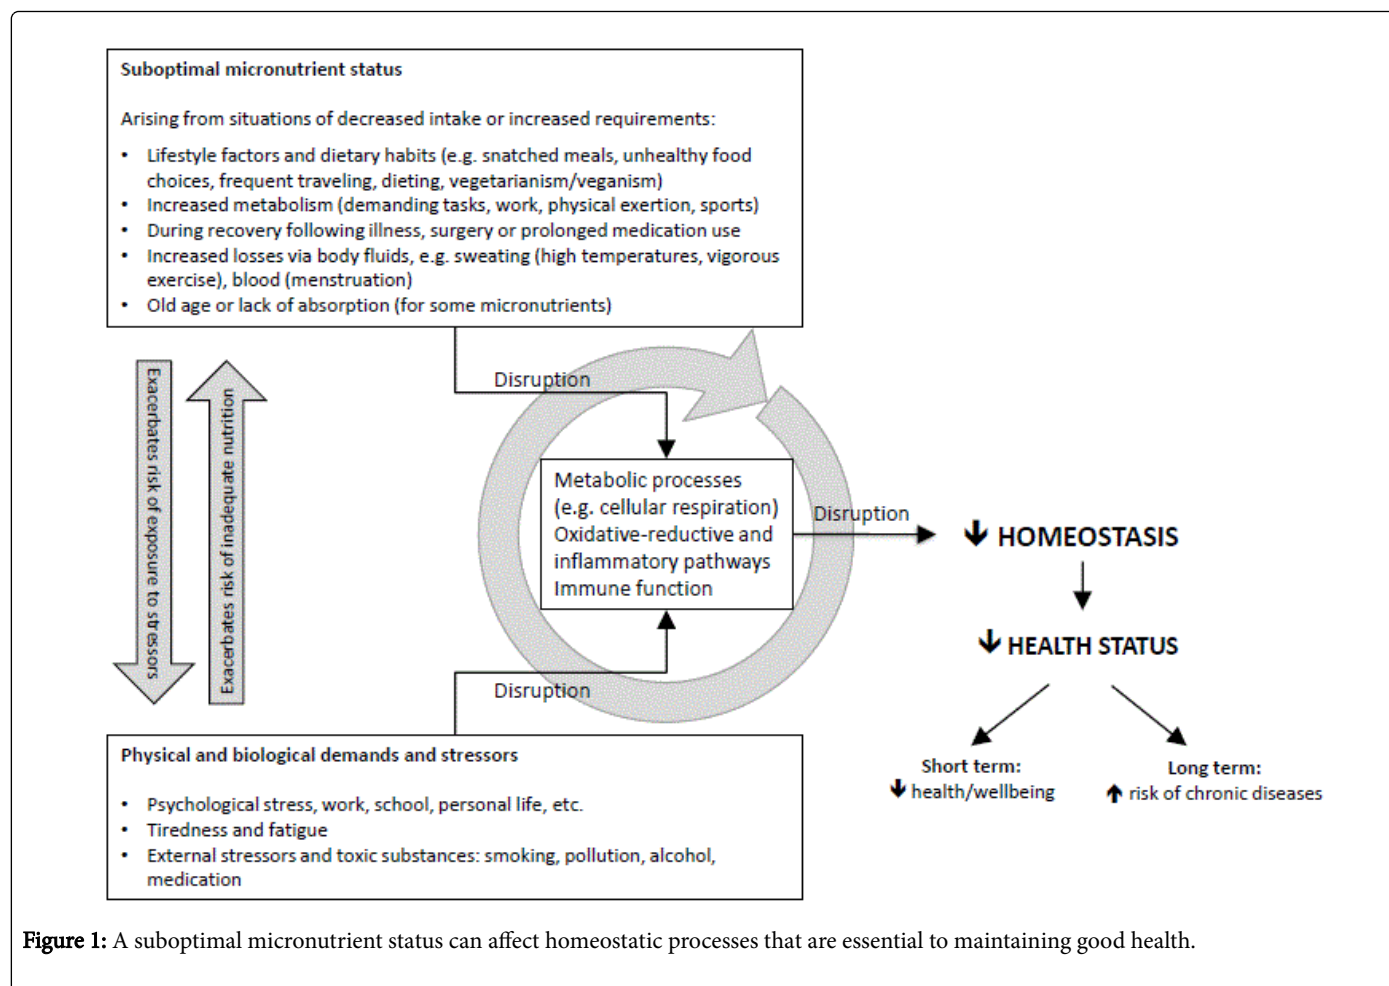 Suboptimal micronutrient status
Arising from situations of decreased intake or increased requirements:
• Lifestyle factors and dietary habits (e.g. snatched meals, unhealthy food
choices, frequent traveling, dieting, vegetarianism/veganism)
• Increased metabolism (demanding tasks, work, physical exertion, sports)
• During recovery following illness, surgery or prolonged medication use
• Increased losses via body fluids, e.g. sweating (high temperatures, vigorous
exercise), blood (menstruation)
• Old age or lack of absorption (for some micronutrients)
Exacerbates risk of exposure to stressors
Exacerbates risk of inadequate nutrition
Disruption
Metabolic processes
(e.g. cellular respiration)
Oxidative-reductive and
inflammatory pathways
Immune function
Disruption
Disruption
HOMEOSTASIS
HEALTH STATUS
Short term:
health/wellbeing
Long term:
risk of chronic diseases
Physical and biological demands and stressors
• Psychological stress, work, school, personal life, etc.
• Tiredness and fatigue
• External stressors and toxic substances: smoking, pollution, alcohol,
medication
Figure 1: A suboptimal micronutrient status can affect homeostatic processes that are essential to maintaining good health.